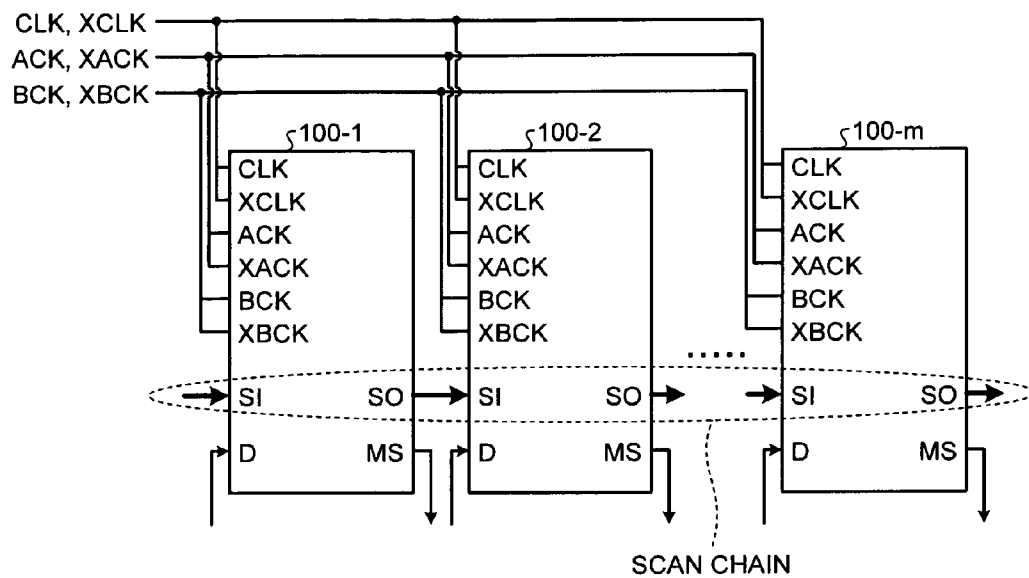 CLK, XCLK
ACK, XACK
BCK, XBCK
100-1
CLK
XCLK
ACK
XACK
BCK
XBCK
SI
SO
D
MS
100-2
CLK
XCLK
ACK
XACK
BCK
XBCK
SI
SO
D
MS
.....
100-m
CLK
XCLK
ACK
XACK
BCK
XBCK
SI
SO
D
MS
SCAN CHAIN